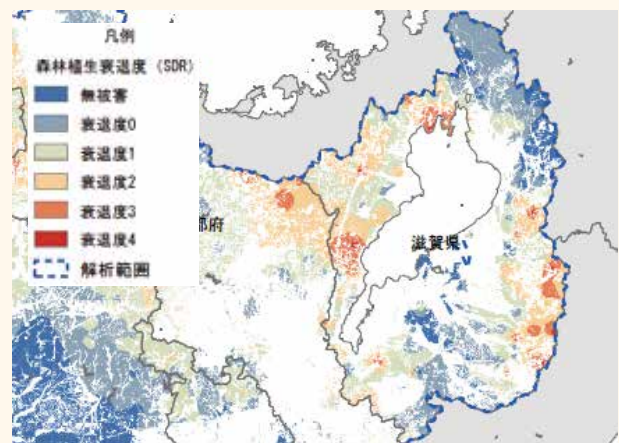 凡例
森林植生衰退度（SDR）
無被害
衰退度0
衰退度1
衰退度2
衰退度3
衰退度4
解析範囲
都府
滋賀県